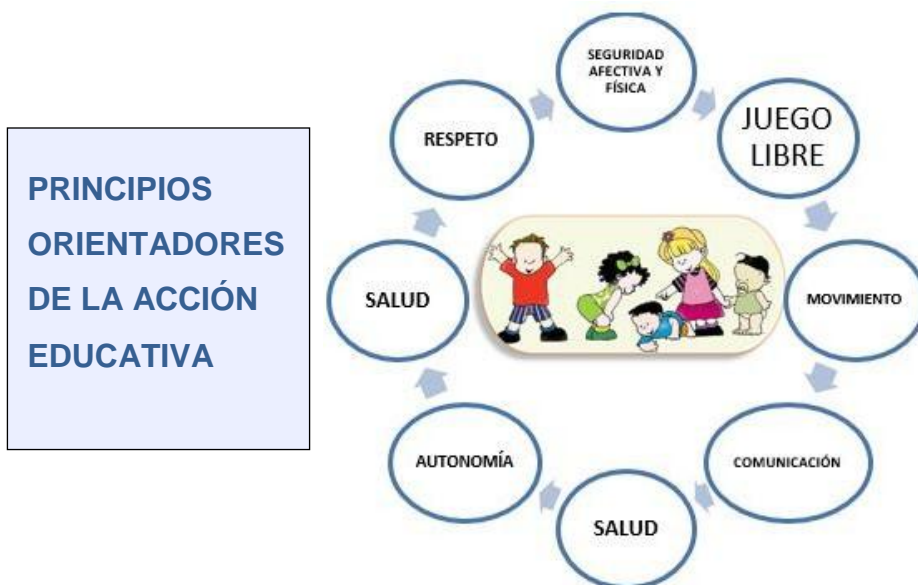 PRINCIPIOS
ORIENTADORES
DE LA ACCIÓN
EDUCATIVA
SEGURIDAD
AFECTIVA Y
FÍSICA
JUEGO
LIBRE
MOVIMIENTO
COMUNICACIÓN
SALUD
AUTONOMÍA
SALUD
RESPETO